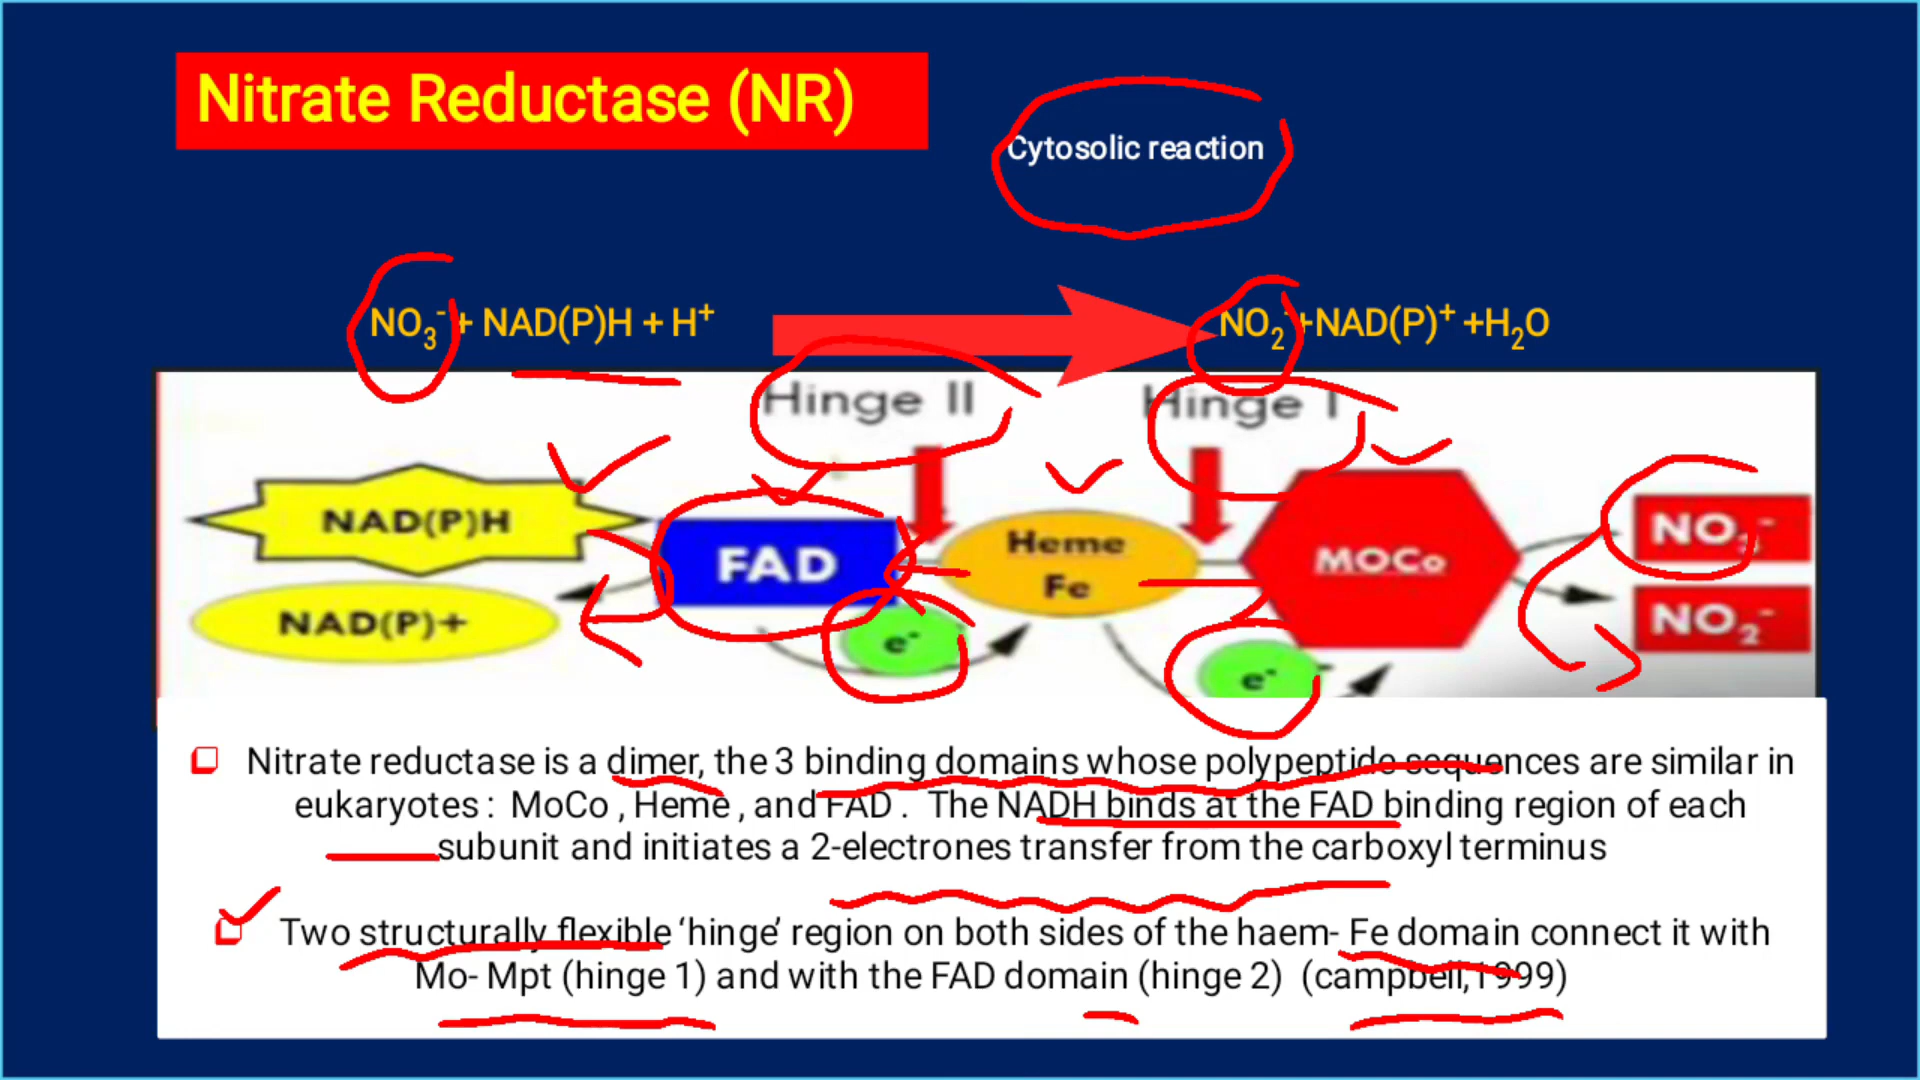 Nitrate Reductase (NR)
Cytosolic reaction
NO₃⁻ + NAD(P)H + H⁺
NO₂⁻ +NAD(P)⁺ +H₂O
Hinge II
Hinge I
NAD(P)H
FAD
Heme
Fe
MOCo
NO₃⁻
NAD(P)+
e⁻
e⁻
NO₂⁻
Nitrate reductase is a dimer, the 3 binding domains whose polypeptide sequences are similar in
eukaryotes : MoCo , Heme , and FAD . The NADH binds at the FAD binding region of each
subunit and initiates a 2-electrones transfer from the carboxyl terminus
Two structurally flexible ‘hinge’ region on both sides of the haem- Fe domain connect it with
Mo- Mpt (hinge 1) and with the FAD domain (hinge 2) (campbell,1999)